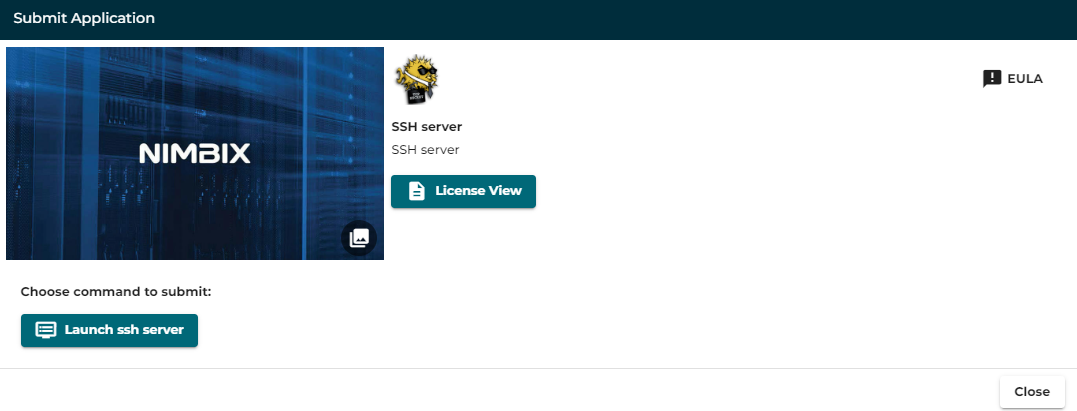 Submit Application
NIMBIX
EULA
SSH server
SSH server
License View
Choose command to submit:
Launch ssh server
Close